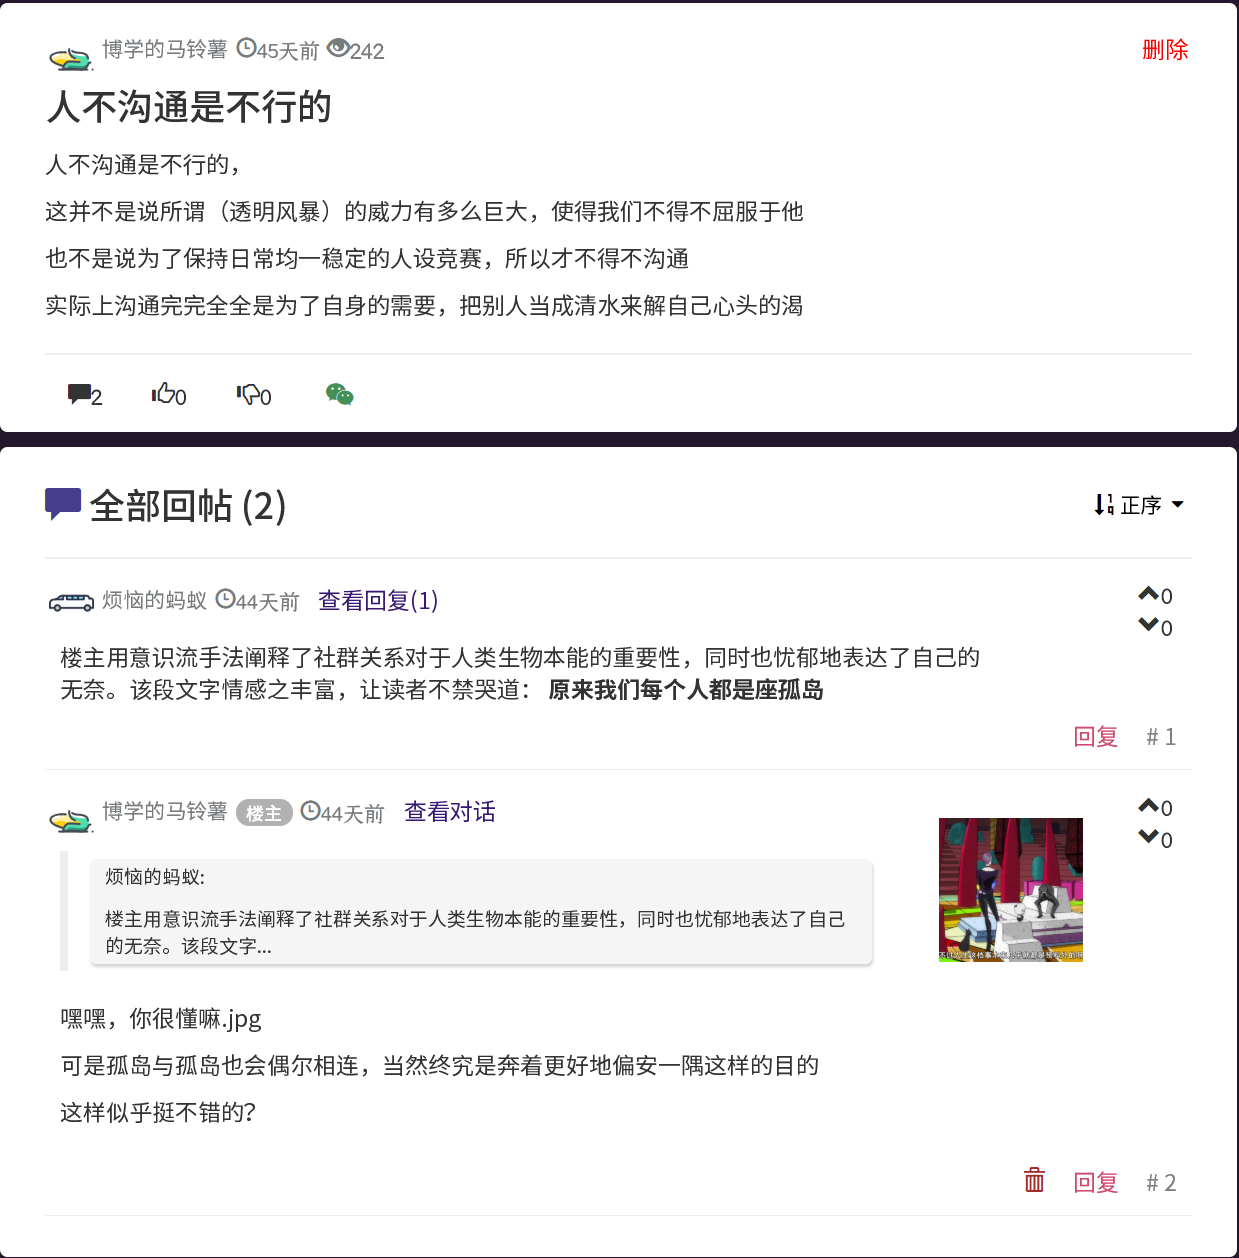 博学的马铃薯 45天前 242 删除
人不沟通是不行的
人不沟通是不行的，
这并不是说所谓（透明风暴）的威力有多么巨大，使得我们不得不屈服于他
也不是说为了保持日常均一稳定的人设竞赛，所以才不得不沟通
实际上沟通完完全全是为了自身的需要，把别人当成清水来解自己心头的渴
2 0 0
全部回帖 (2) 正序
烦恼的蚂蚁 44天前 查看回复(1) 0
0
楼主用意识流手法阐释了社群关系对于人类生物本能的重要性，同时也忧郁地表达了自己的
无奈。该段文字情感之丰富，让读者不禁哭道： 原来我们每个人都是座孤岛
回复 # 1
博学的马铃薯 楼主 44天前 查看对话 0
0
烦恼的蚂蚁:
楼主用意识流手法阐释了社群关系对于人类生物本能的重要性，同时也忧郁地表达了自己
的无奈。该段文字...
嘿嘿，你很懂嘛.jpg
可是孤岛与孤岛也会偶尔相连，当然终究是奔着更好地偏安一隅这样的目的
这样似乎挺不错的？
回复 # 2